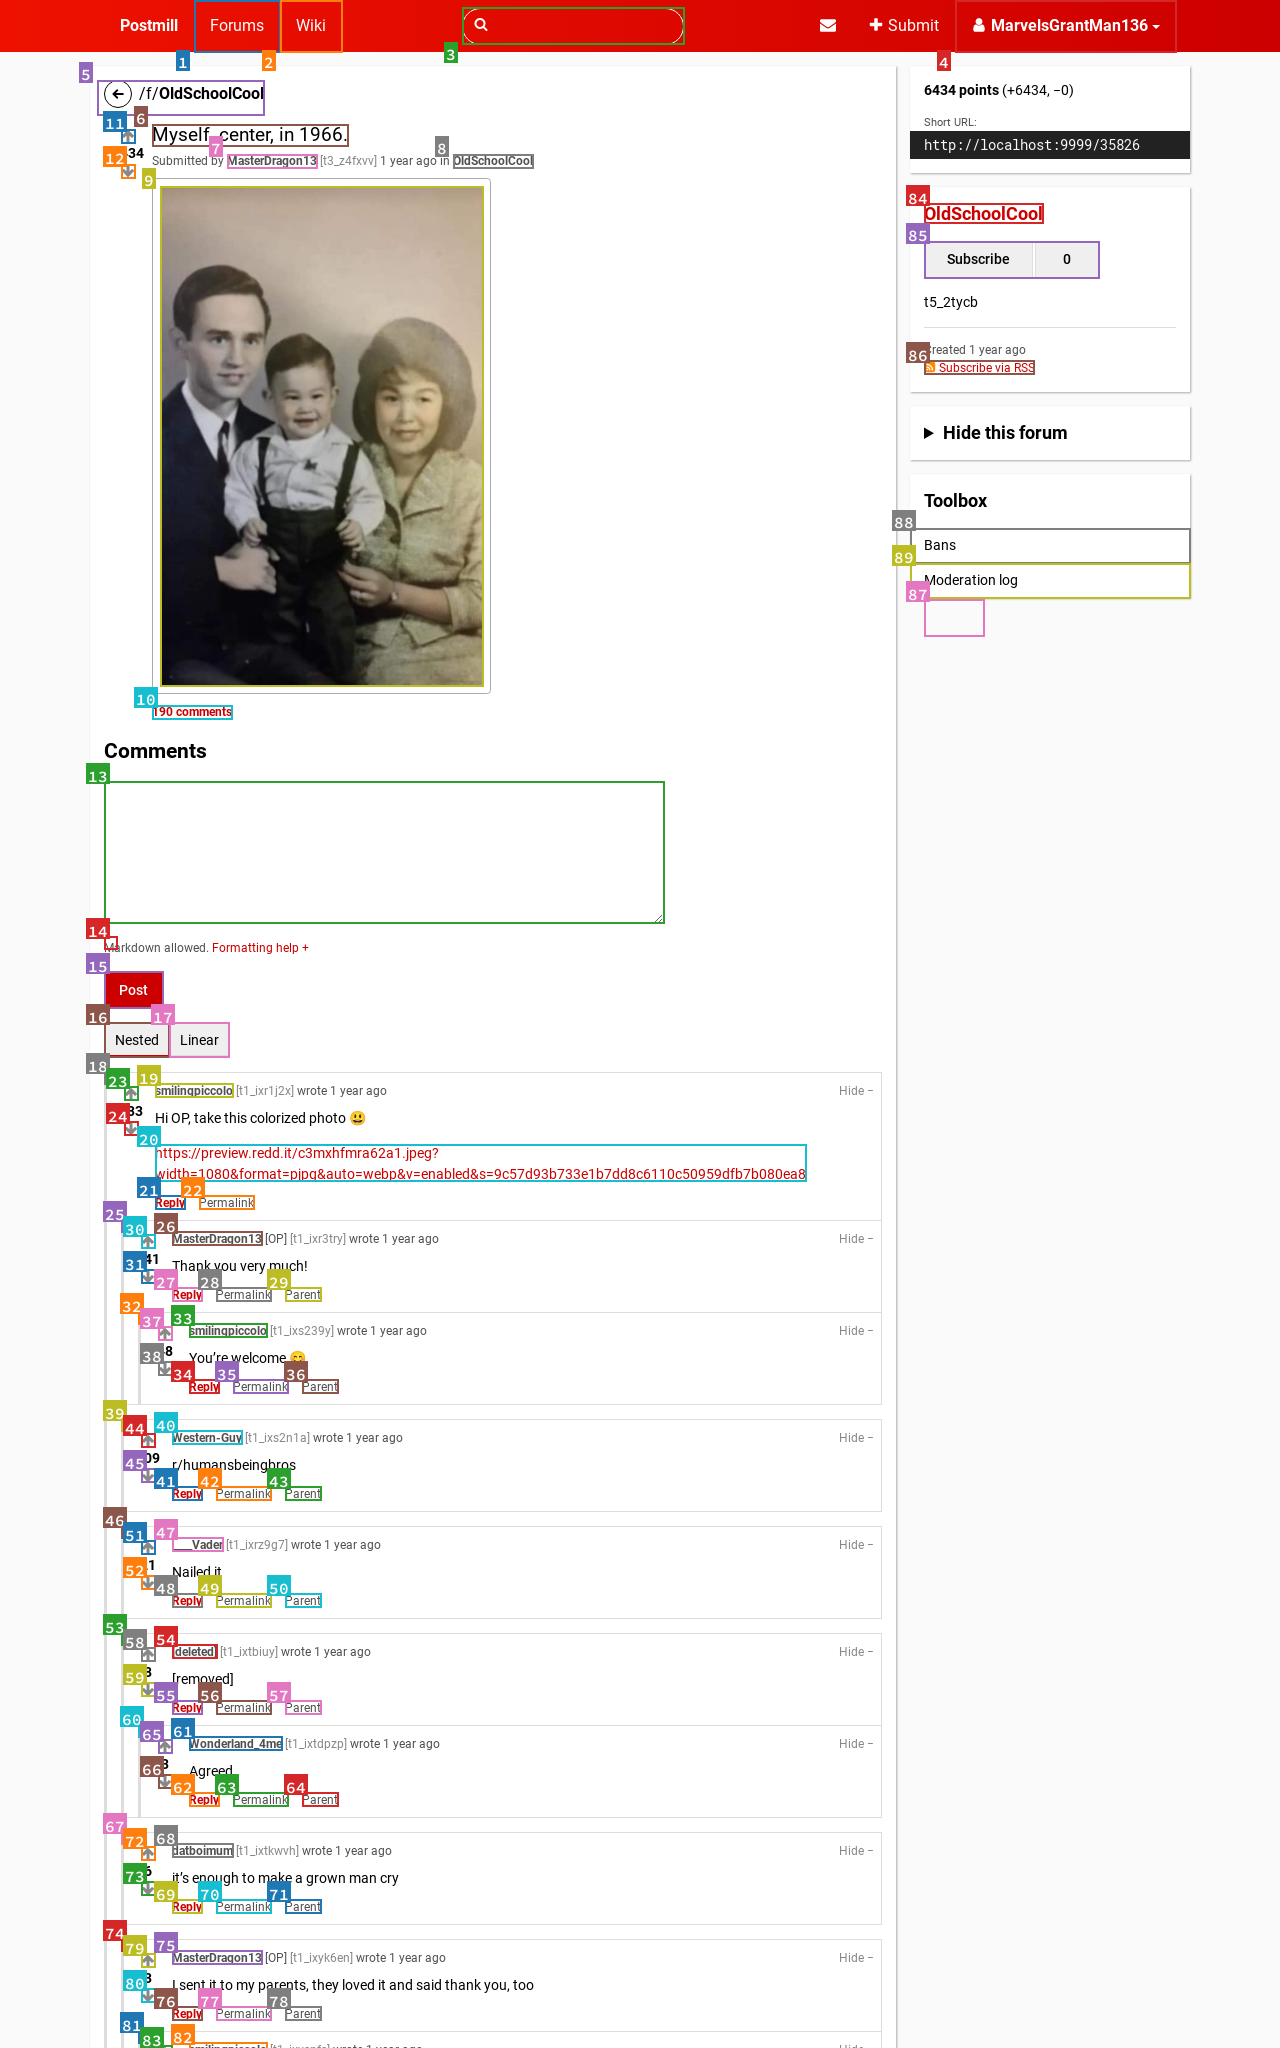 Postmill
Forums
Wiki
Submit
MarvelsGrantMan136
1
2
3
4
5
/f/OldSchoolCool
6
11
Myself, center, in 1966.
7
8
12
34
Submitted by MasterDragon13 [t3_z4fxvv] 1 year ago in OldSchoolCool
9
10
190 comments
Comments
13
14
Markdown allowed. Formatting help +
15
Post
16
17
Nested
Linear
18
23
19
smilingpiccolo [t1_ixr1j2x] wrote 1 year ago
Hide −
24
33
Hi OP, take this colorized photo 😃
20
https://preview.redd.it/c3mxhfmra62a1.jpeg?
width=1080&format=pjpg&auto=webp&v=enabled&s=9c57d93b733e1b7dd8c6110c50959dfb7b080ea8
21
22
Reply
Permalink
25
30
26
MasterDragon13 [OP] [t1_ixr3try] wrote 1 year ago
Hide −
31
41
Thank you very much!
27
28
29
Reply
Permalink
Parent
32
37
33
smilingpiccolo [t1_ixs239y] wrote 1 year ago
Hide −
38
8
You're welcome 😊
34
35
36
Reply
Permalink
Parent
39
44
40
Western-Guy [t1_ixs2n1a] wrote 1 year ago
Hide −
45
09
r/humansbeingbros
41
42
43
Reply
Permalink
Parent
46
51
47
___Vader [t1_ixrz9g7] wrote 1 year ago
Hide −
52
1
Nailed it
48
49
50
Reply
Permalink
Parent
53
58
54
[deleted] [t1_ixtbiuy] wrote 1 year ago
Hide −
59
3
[removed]
55
56
57
Reply
Permalink
Parent
60
65
61
Wonderland_4me [t1_ixtdpzp] wrote 1 year ago
Hide −
66
3
Agreed
62
63
64
Reply
Permalink
Parent
67
72
68
datboimum [t1_ixtkwvh] wrote 1 year ago
Hide −
73
6
it's enough to make a grown man cry
69
70
71
Reply
Permalink
Parent
74
79
75
MasterDragon13 [OP] [t1_ixyk6en] wrote 1 year ago
Hide −
80
3
I sent it to my parents, they loved it and said thank you, too
76
77
78
Reply
Permalink
Parent
81
83
82
6434 points (+6434, −0)
Short URL:
http://localhost:9999/35826
84
OldSchoolCool
85
Subscribe
0
t5_2tycb
86
Created 1 year ago
Subscribe via RSS
Hide this forum
Toolbox
88
Bans
89
Moderation log
87